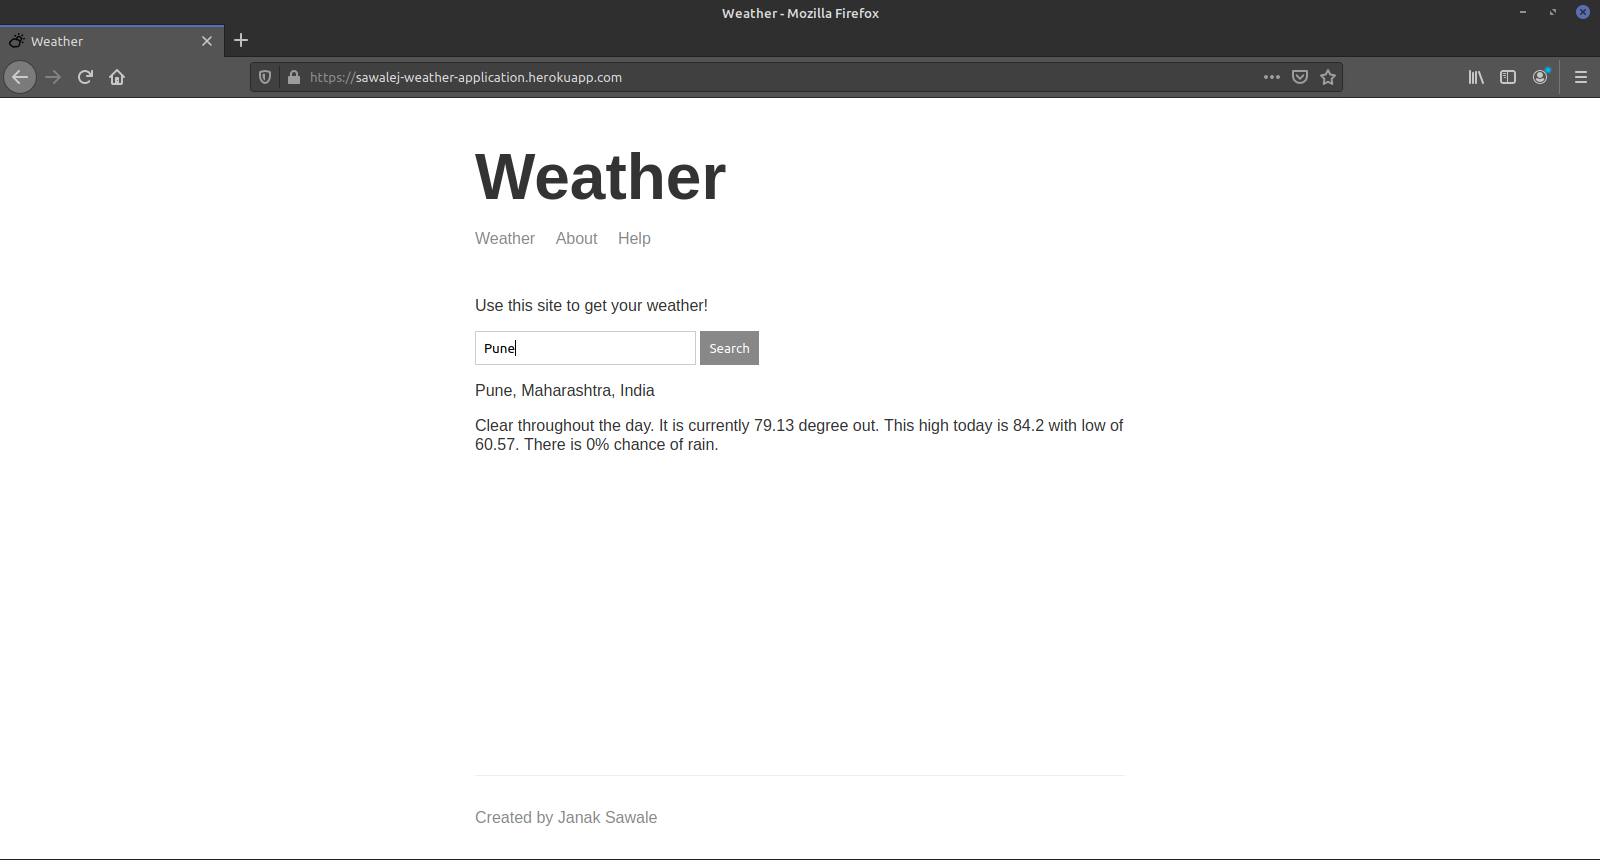 Weather - Mozilla Firefox
Weather
https://sawalej-weather-application.herokuapp.com
Weather
Weather About Help
Use this site to get your weather!
Pune Search
Pune, Maharashtra, India
Clear throughout the day. It is currently 79.13 degree out. This high today is 84.2 with low of
60.57. There is 0% chance of rain.
Created by Janak Sawale